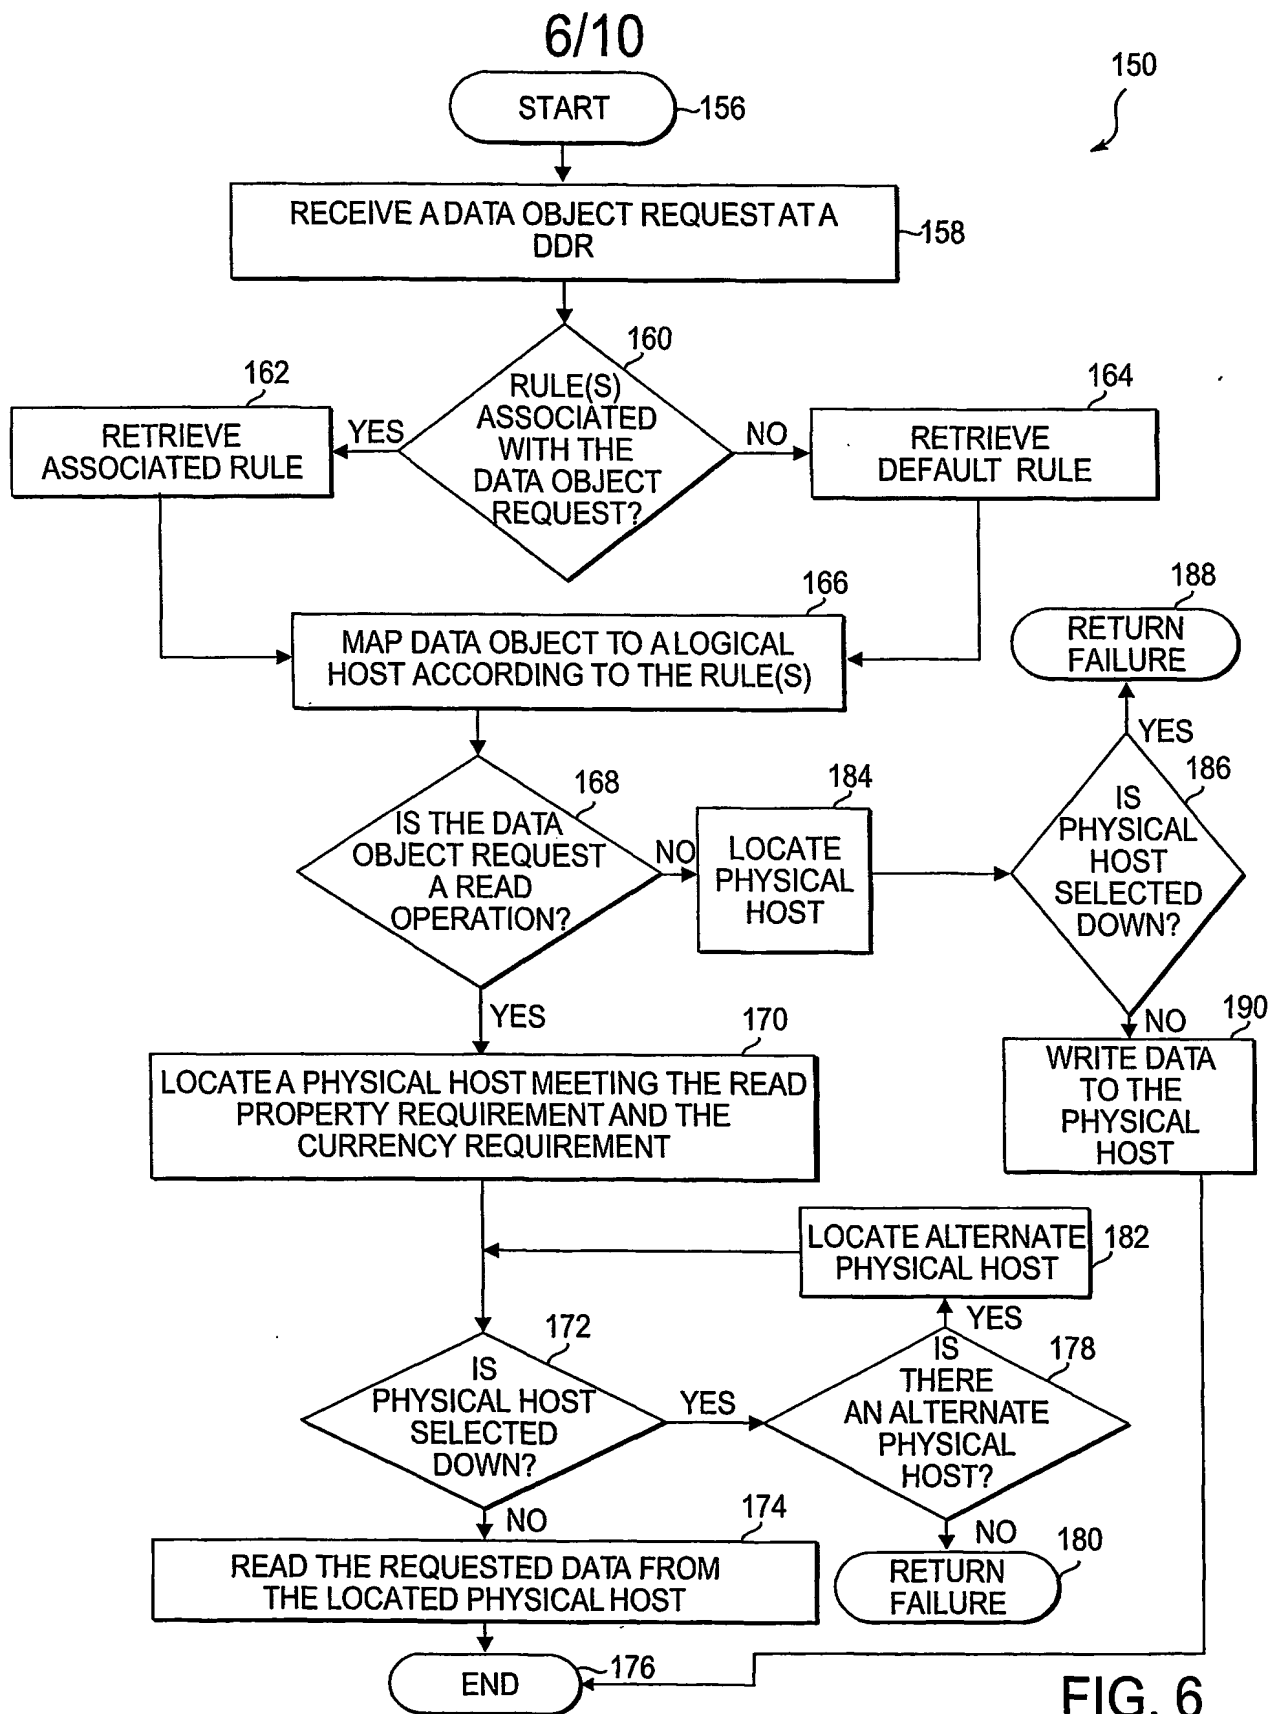 6/10
150
START
156
RECEIVE A DATA OBJECT REQUEST AT A
DDR
158
160
RULE(S)
ASSOCIATED
WITH THE
DATA OBJECT
REQUEST?
162
YES
RETRIEVE
ASSOCIATED RULE
164
NO
RETRIEVE
DEFAULT RULE
166
MAP DATA OBJECT TO A LOGICAL
HOST ACCORDING TO THE RULE(S)
188
RETURN
FAILURE
YES
168
IS THE DATA
OBJECT REQUEST
A READ
OPERATION?
NO
184
LOCATE
PHYSICAL
HOST
186
IS
PHYSICAL
HOST
SELECTED
DOWN?
YES
NO
170
LOCATE A PHYSICAL HOST MEETING THE READ
PROPERTY REQUIREMENT AND THE
CURRENCY REQUIREMENT
190
WRITE DATA
TO THE
PHYSICAL
HOST
LOCATE ALTERNATE
PHYSICAL HOST
182
YES
172
IS
PHYSICAL HOST
SELECTED
DOWN?
YES
178
IS
THERE
AN ALTERNATE
PHYSICAL
HOST?
NO
NO
174
READ THE REQUESTED DATA FROM
THE LOCATED PHYSICAL HOST
RETURN
FAILURE
180
END
176
FIG. 6